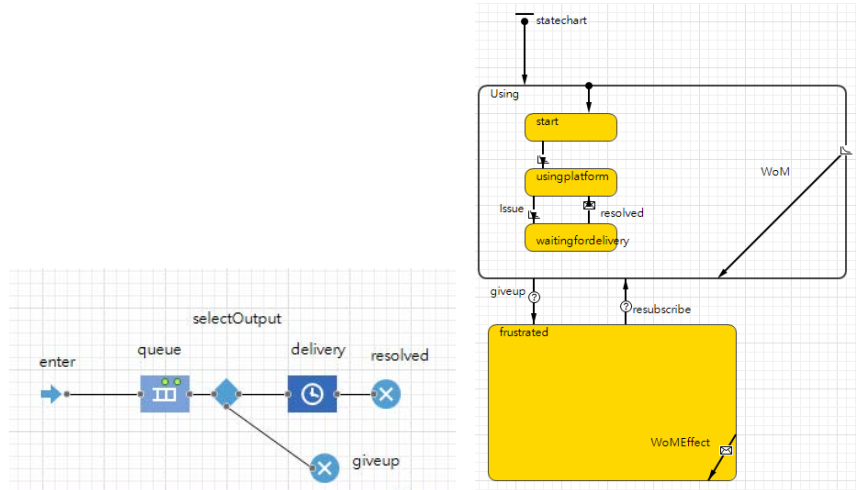 selectOutput
enter
queue
delivery
resolved
giveup
statechart
Using
start
usingplatform
Issue
resolved
waitingfordelivery
WoM
giveup
resubscribe
frustrated
WoMEffect